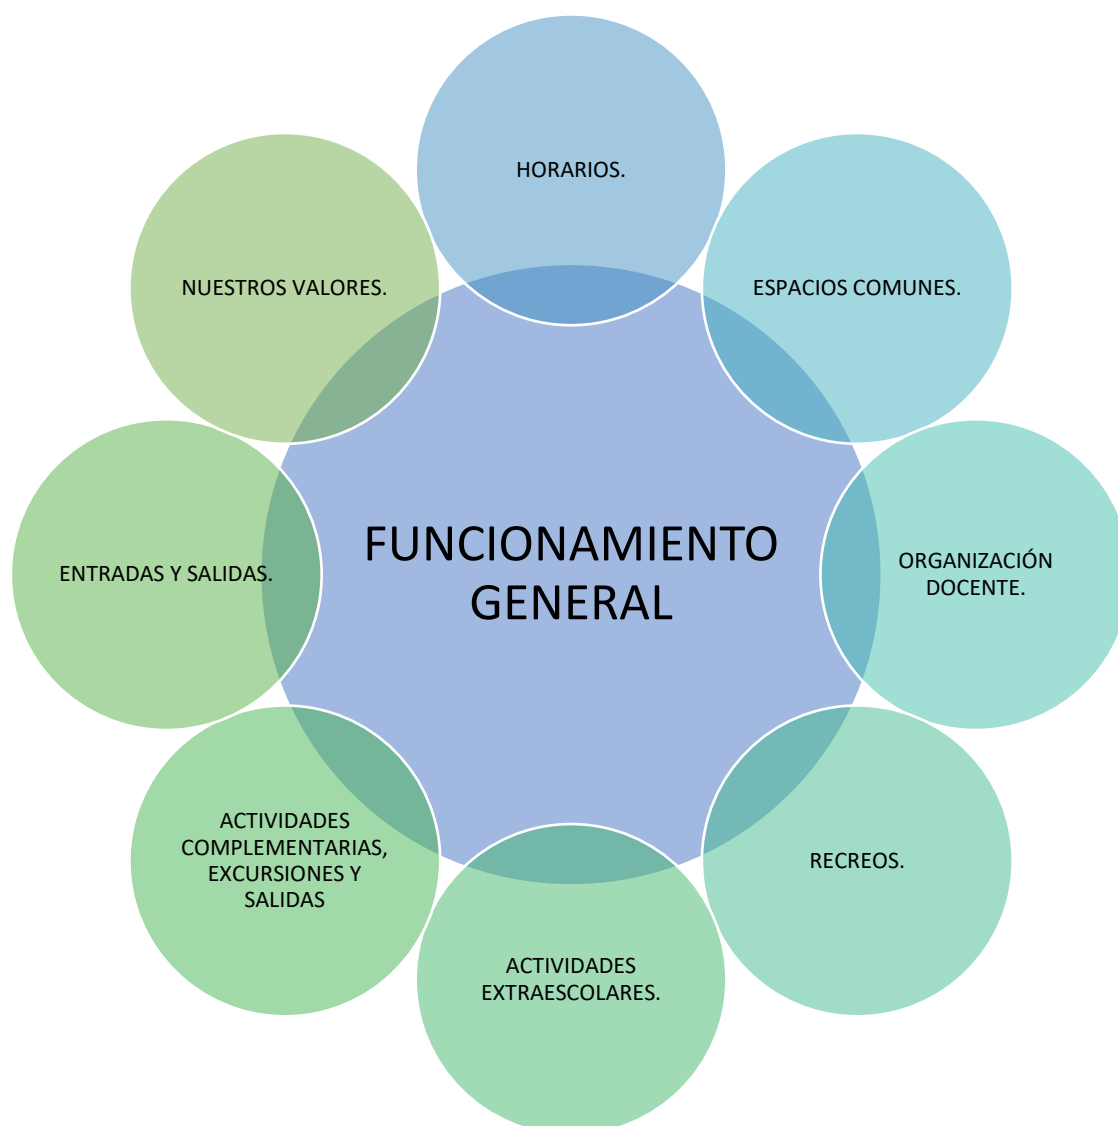 HORARIOS.
ESPACIOS COMUNES.
ORGANIZACIÓN
DOCENTE.
RECREOS.
ACTIVIDADES
EXTRAESCOLARES.
ACTIVIDADES
COMPLEMENTARIAS,
EXCURSIONES Y
SALIDAS
ENTRADAS Y SALIDAS.
NUESTROS VALORES.
FUNCIONAMIENTO
GENERAL